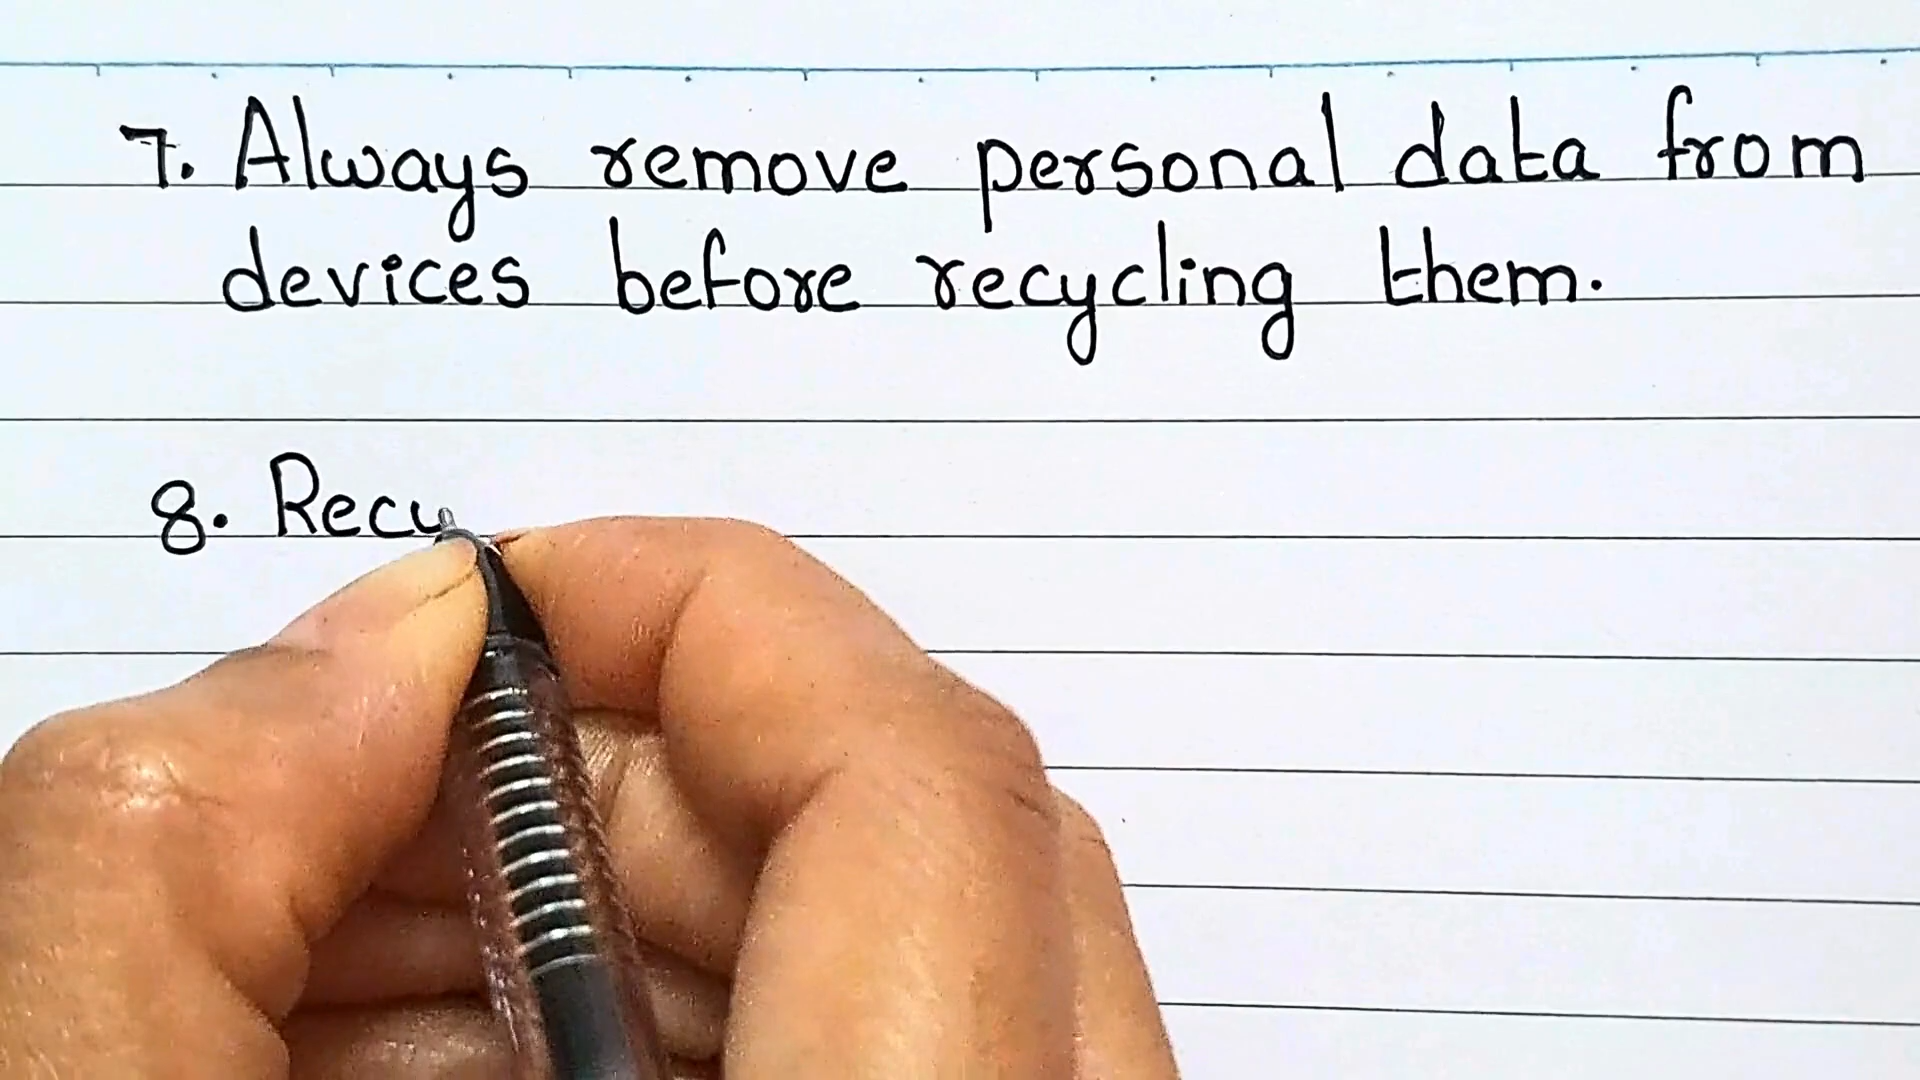 7. Always remove personal data from
devices before recycling them.
8. Recy